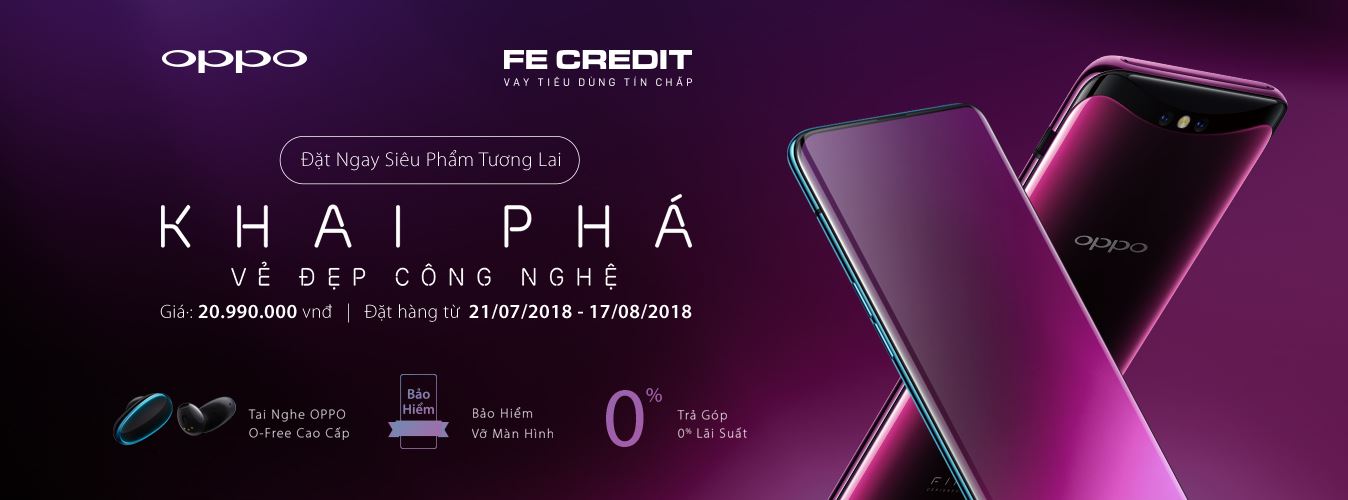 oppo
FE CREDIT
VAY TIÊU DÙNG TÍN CHẤP
Đặt Ngay Siêu Phẩm Tương Lai
KHAI PHÁ
VẺ ĐẸP CÔNG NGHỆ
Giá: 20.990.000 vnđ | Đặt hàng từ 21/07/2018 - 17/08/2018
Tai Nghe OPPO
O-Free Cao Cấp
Bảo
Hiểm
Bảo Hiểm
Vỡ Màn Hình
0%
Trả Góp
0% Lãi Suất
oppo